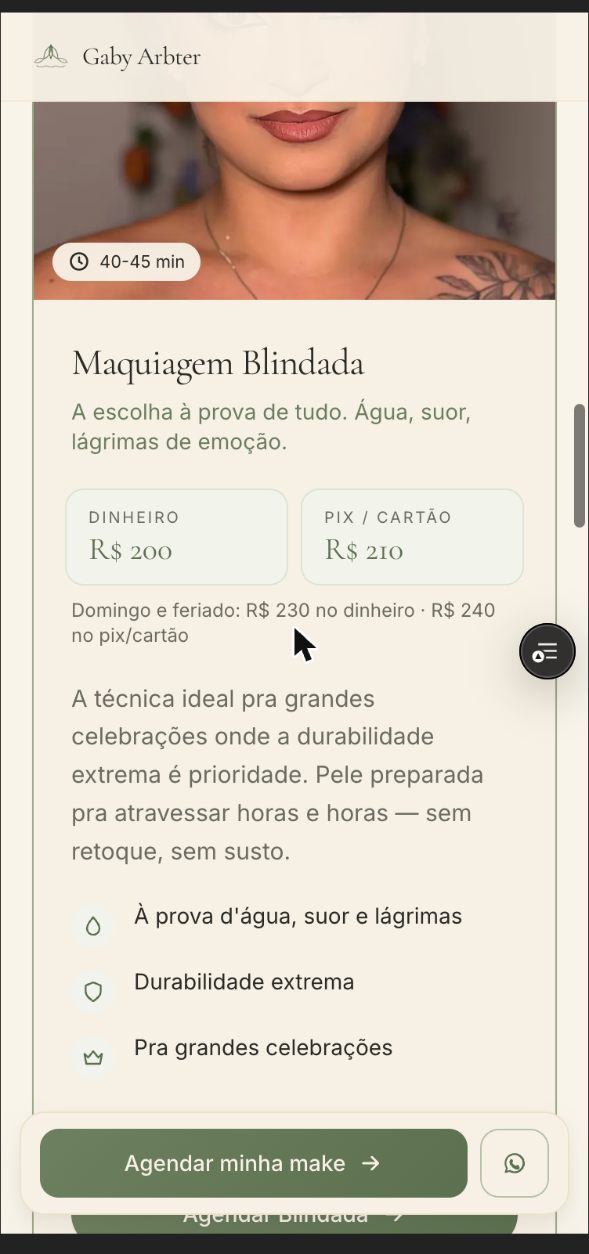 Gaby Arbter
40-45 min
Maquiagem Blindada
A escolha à prova de tudo. Água, suor,
lágrimas de emoção.
DINHEIRO
R$ 200
PIX / CARTÃO
R$ 210
Domingo e feriado: R$ 230 no dinheiro · R$ 240
no pix/cartão
A técnica ideal pra grandes
celebrações onde a durabilidade
extrema é prioridade. Pele preparada
pra atravessar horas e horas — sem
retoque, sem susto.
À prova d'água, suor e lágrimas
Durabilidade extrema
Pra grandes celebrações
Agendar minha make →
Agendar Blindada →